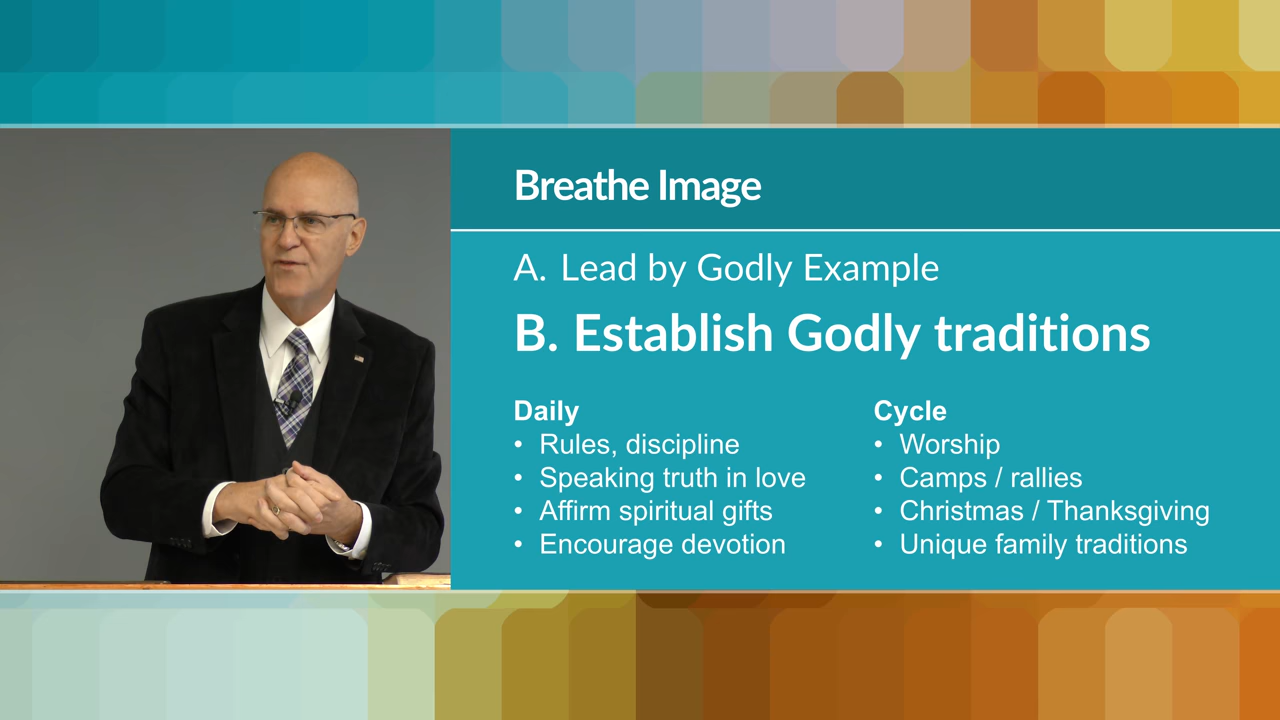 Breathe Image
A. Lead by Godly Example
B. Establish Godly traditions
Daily
• Rules, discipline
• Speaking truth in love
• Affirm spiritual gifts
• Encourage devotion
Cycle
• Worship
• Camps / rallies
• Christmas / Thanksgiving
• Unique family traditions